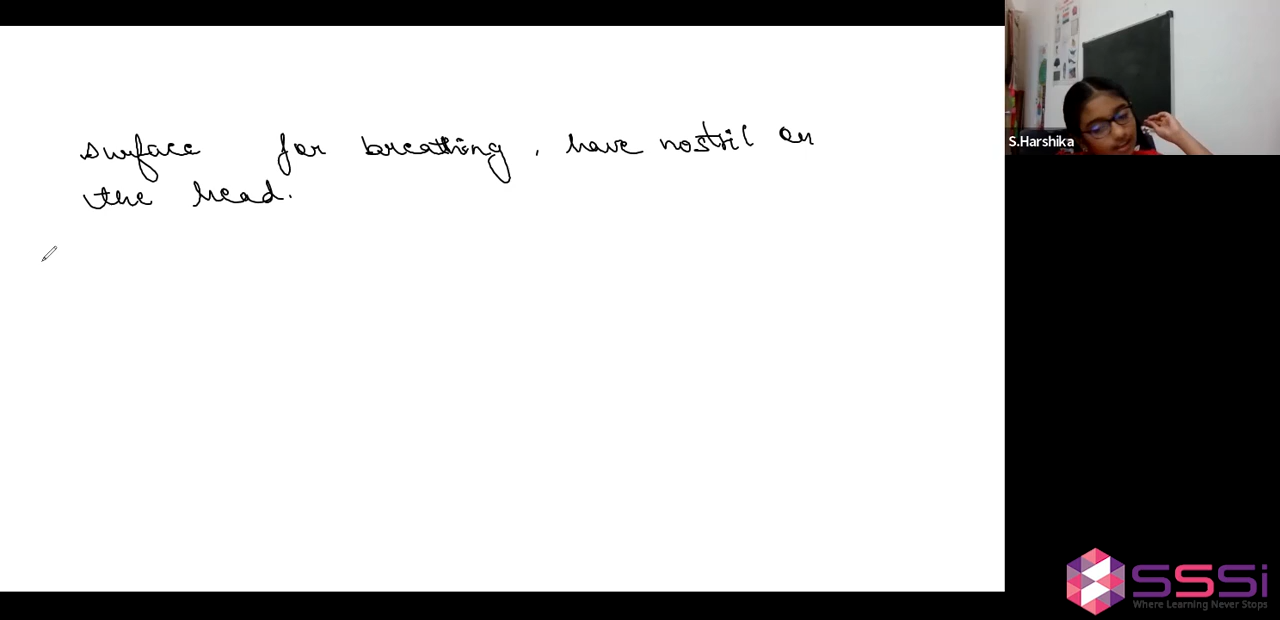 surface for breathing, have nostril on
the head.
S.Harshika
SSSi
Where Learning Never Stops